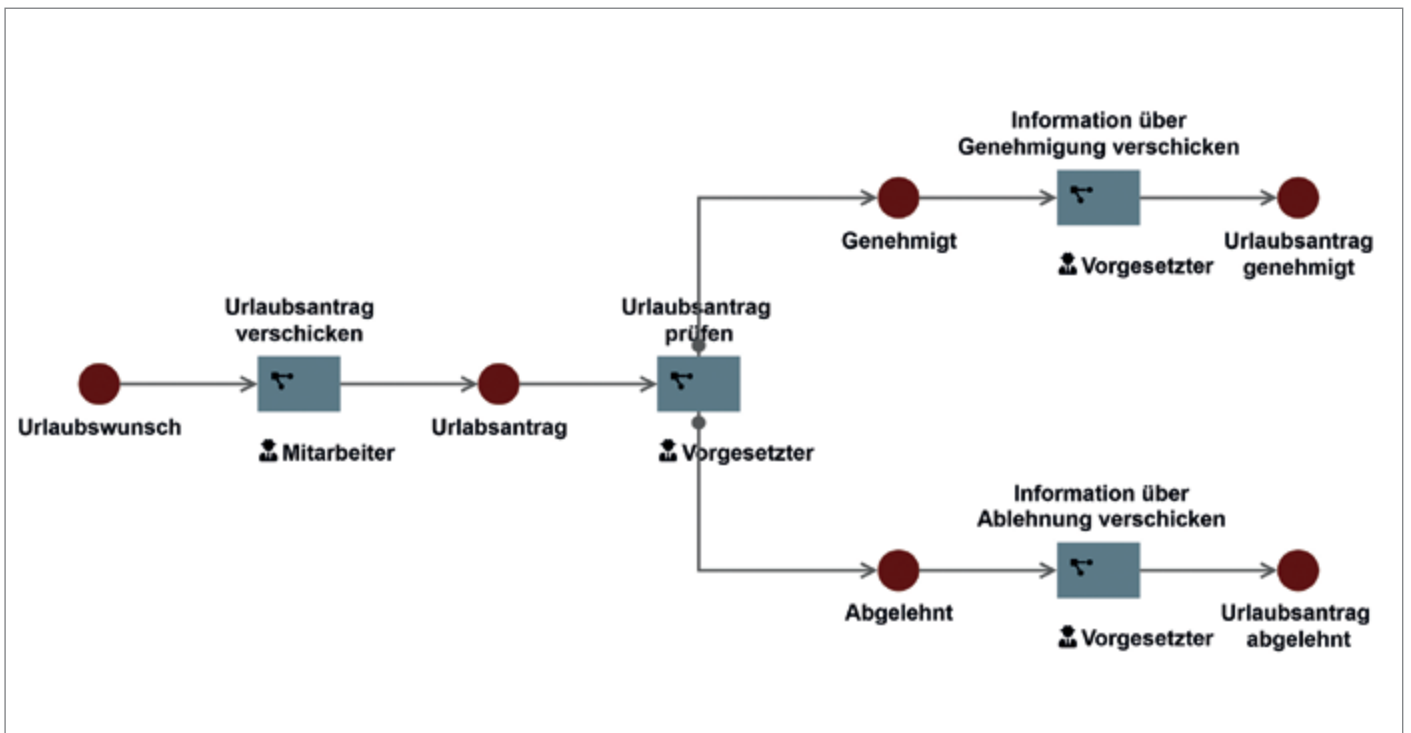 Information über
Genehmigung verschicken
Genehmigt
Vorgesetzter
Urlaubsantrag
genehmigt
Urlaubsantrag
verschicken
Urlaubsantrag
prüfen
Urlaubswunsch
Mitarbeiter
Urlabsantrag
Vorgesetzter
Information über
Ablehnung verschicken
Abgelehnt
Vorgesetzter
Urlaubsantrag
abgelehnt